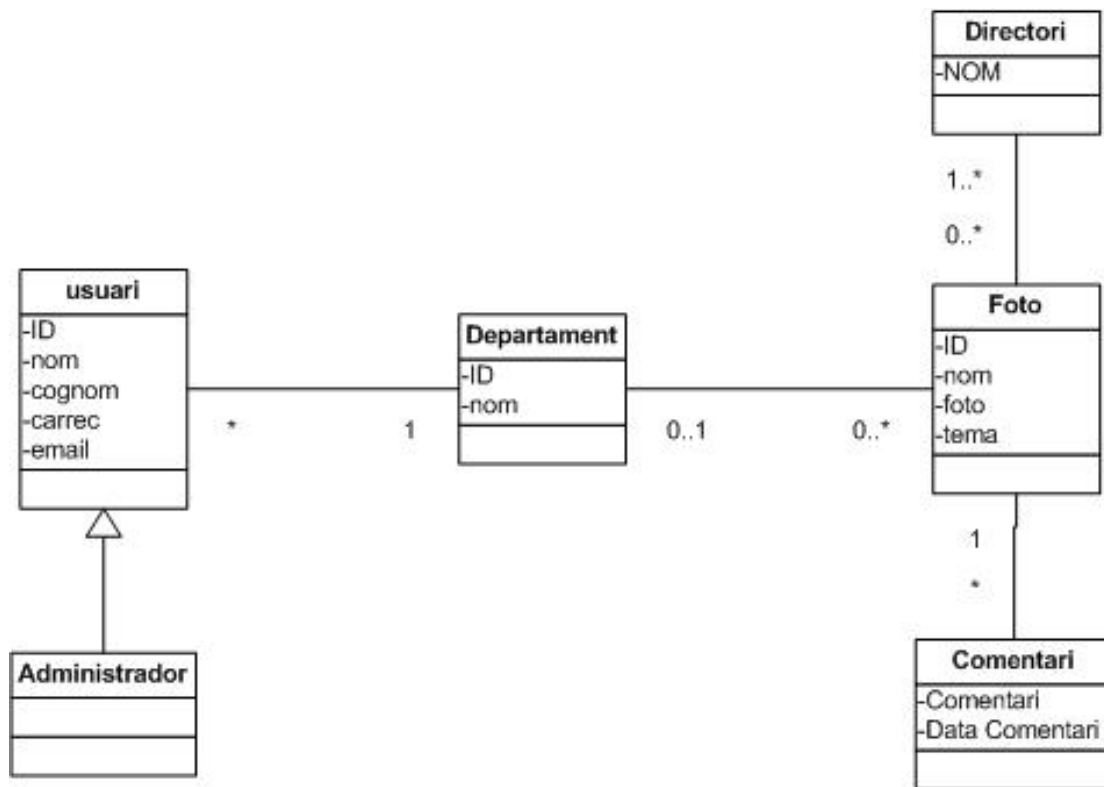 Directori
-NOM
1..*
0..*
usuari
-ID
-nom
-cognom
-carrec
-email
*
1
Departament
-ID
-nom
0..1
0..*
Foto
-ID
-nom
-foto
-tema
1
*
Administrador
Comentari
-Comentari
-Data Comentari